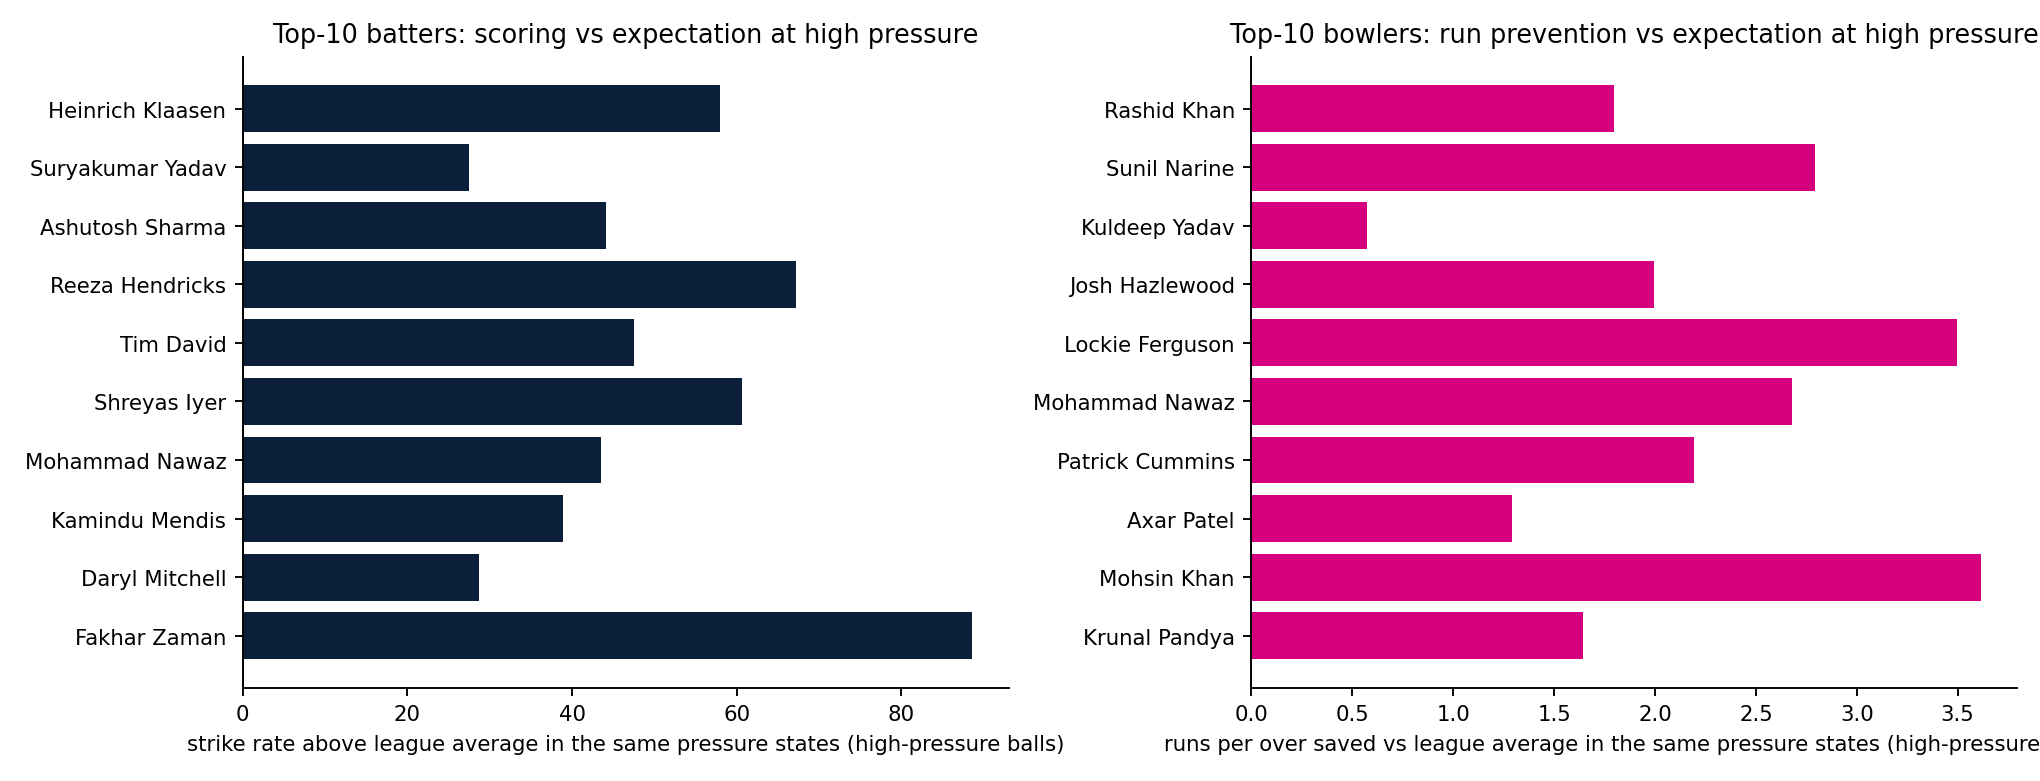 Top-10 batters: scoring vs expectation at high pressure
Heinrich Klaasen
Suryakumar Yadav
Ashutosh Sharma
Reeza Hendricks
Tim David
Shreyas Iyer
Mohammad Nawaz
Kamindu Mendis
Daryl Mitchell
Fakhar Zaman
0 20 40 60 80
strike rate above league average in the same pressure states (high-pressure balls)
Top-10 bowlers: run prevention vs expectation at high pressure
Rashid Khan
Sunil Narine
Kuldeep Yadav
Josh Hazlewood
Lockie Ferguson
Mohammad Nawaz
Patrick Cummins
Axar Patel
Mohsin Khan
Krunal Pandya
0.0 0.5 1.0 1.5 2.0 2.5 3.0 3.5
runs per over saved vs league average in the same pressure states (high-pressure